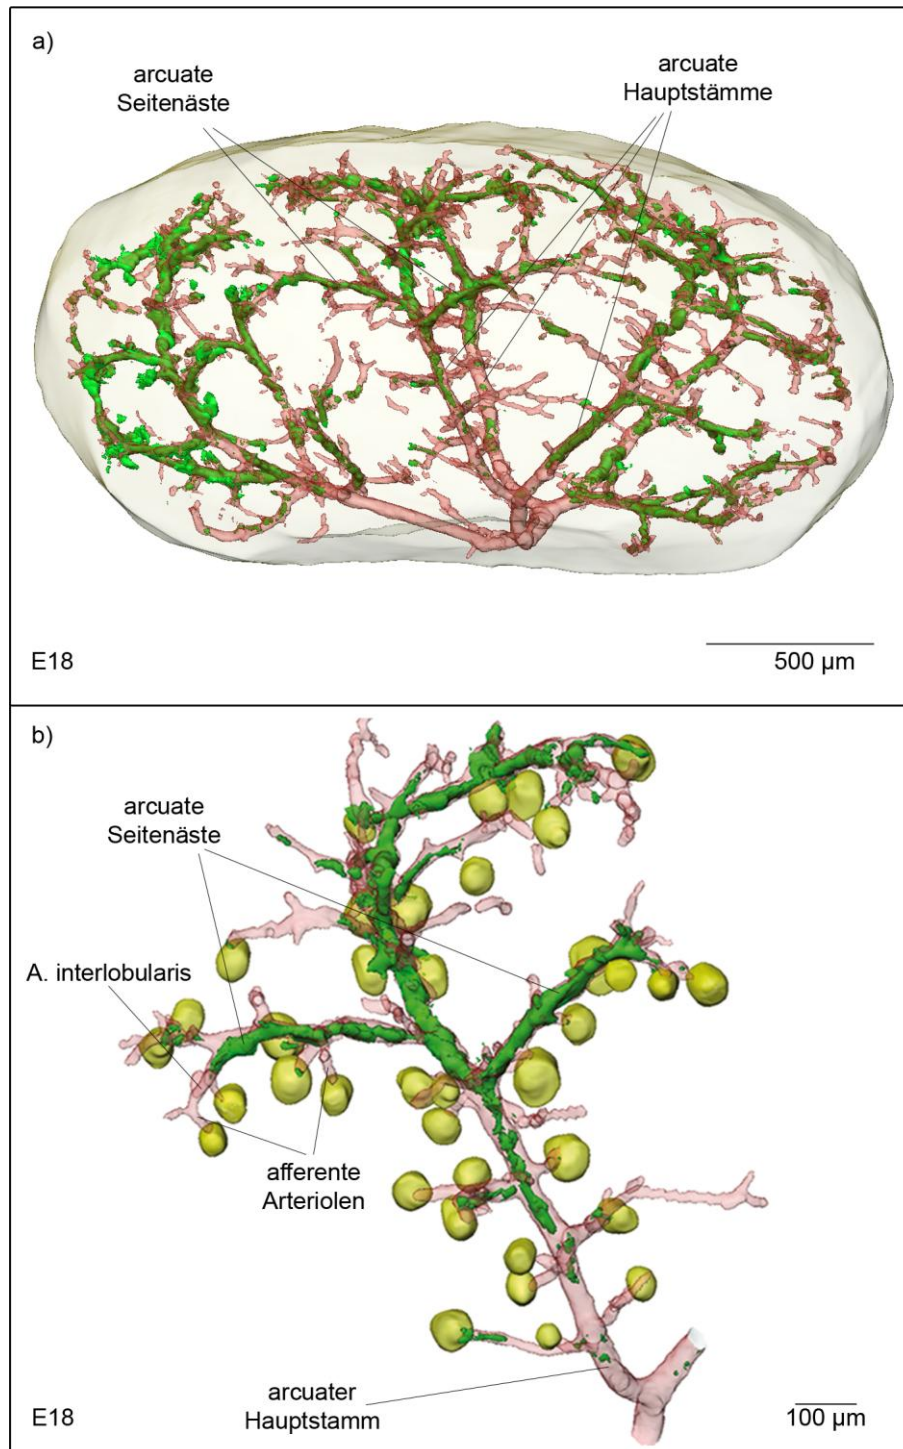 a)
arcuate
Seitenäste
arcuate
Hauptstämme
E18
500 µm
b)
arcuate
Seitenäste
A. interlobularis
afferente
Arteriolen
arcuater
Hauptstamm
E18
100 µm